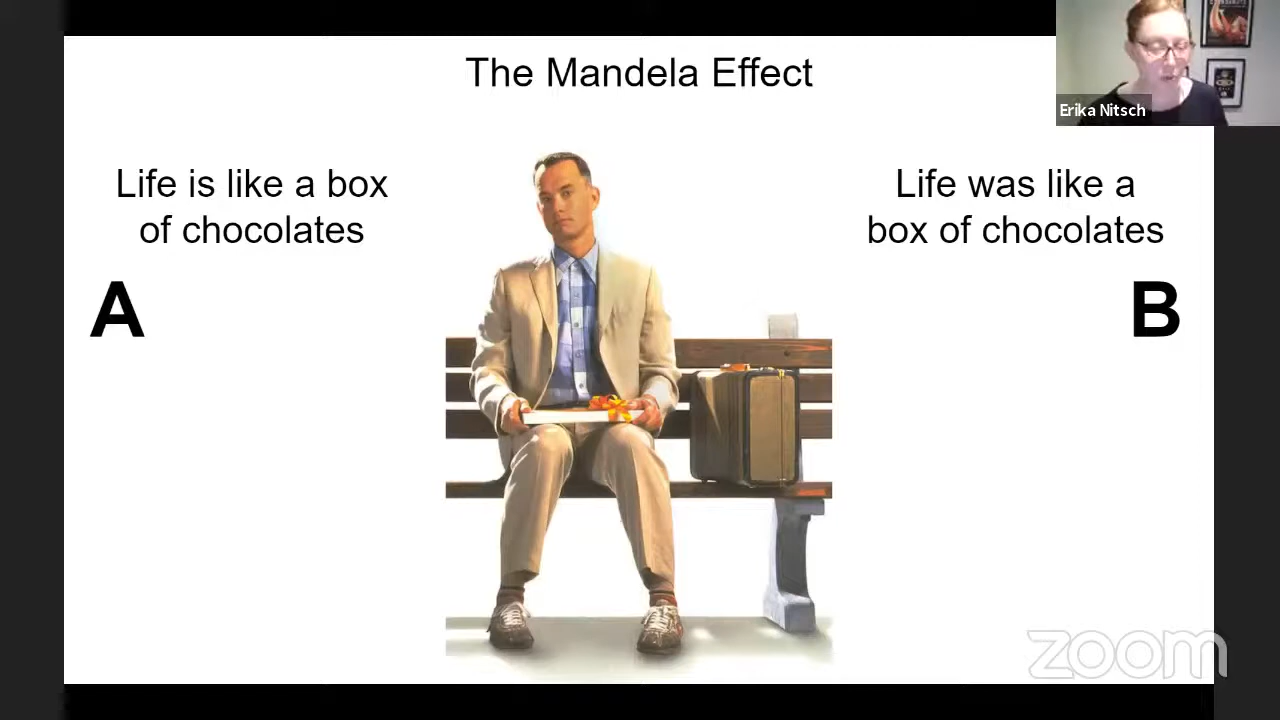 The Mandela Effect
Erika Nitsch
Life is like a box
of chocolates
A
Life was like a
box of chocolates
B
zoom